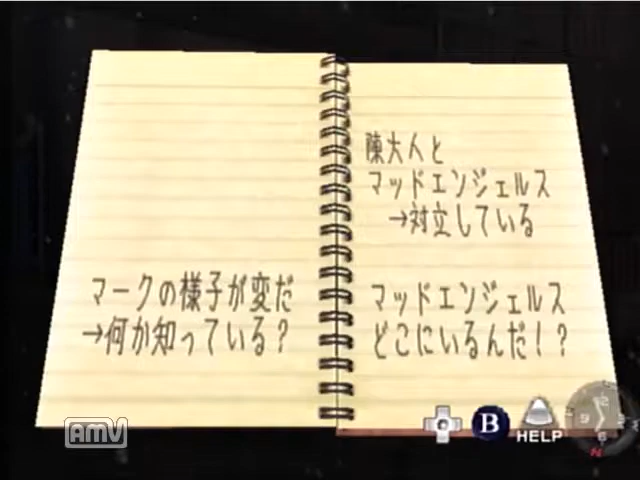 マークの様子が変だ
→何か知っている?
陳大人と
マッドエンジェルス
→対立している
マッドエンジェルス
どこにいるんだ!?
AMV
B
HELP
N